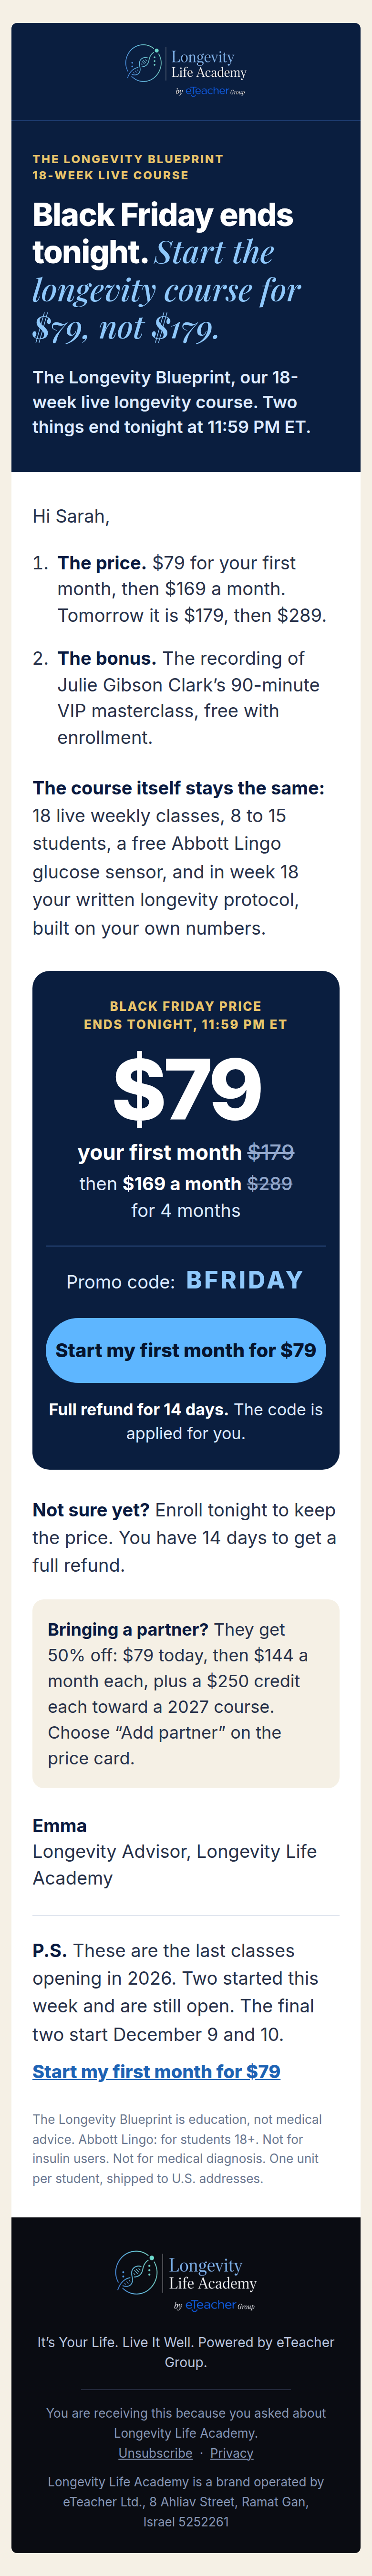 Longevity
Life Academy
by eTeacher Group
THE LONGEVITY BLUEPRINT
18-WEEK LIVE COURSE
Black Friday ends
tonight. Start the
longevity course for
$79, not $179.
The Longevity Blueprint, our 18-
week live longevity course. Two
things end tonight at 11:59 PM ET.
Hi Sarah,
1. The price. $79 for your first
month, then $169 a month.
Tomorrow it is $179, then $289.
2. The bonus. The recording of
Julie Gibson Clark’s 90-minute
VIP masterclass, free with
enrollment.
The course itself stays the same:
18 live weekly classes, 8 to 15
students, a free Abbott Lingo
glucose sensor, and in week 18
your written longevity protocol,
built on your own numbers.
BLACK FRIDAY PRICE
ENDS TONIGHT, 11:59 PM ET
$79
your first month $179
then $169 a month $289
for 4 months
Promo code: BFRIDAY
Start my first month for $79
Full refund for 14 days. The code is
applied for you.
Not sure yet? Enroll tonight to keep
the price. You have 14 days to get a
full refund.
Bringing a partner? They get
50% off: $79 today, then $144 a
month each, plus a $250 credit
each toward a 2027 course.
Choose “Add partner” on the
price card.
Emma
Longevity Advisor, Longevity Life
Academy
P.S. These are the last classes
opening in 2026. Two started this
week and are still open. The final
two start December 9 and 10.
Start my first month for $79
The Longevity Blueprint is education, not medical
advice. Abbott Lingo: for students 18+. Not for
insulin users. Not for medical diagnosis. One unit
per student, shipped to U.S. addresses.
Longevity
Life Academy
by eTeacher Group
It’s Your Life. Live It Well. Powered by eTeacher
Group.
You are receiving this because you asked about
Longevity Life Academy.
Unsubscribe · Privacy
Longevity Life Academy is a brand operated by
eTeacher Ltd., 8 Ahliav Street, Ramat Gan,
Israel 5252261